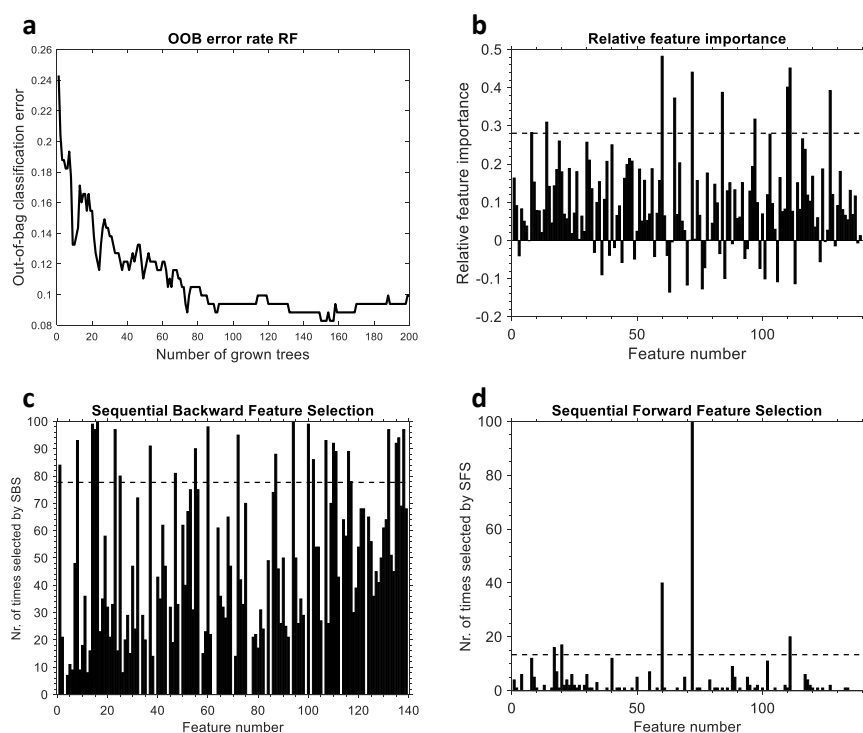 a
OOB error rate RF
0.26
0.24
0.22
0.2
0.18
0.16
0.14
0.12
0.1
0.08
0 20 40 60 80 100 120 140 160 180 200
Out-of-bag classification error
Number of grown trees
b
Relative feature importance
0.5
0.4
0.3
0.2
0.1
0
-0.1
-0.2
0 50 100
Relative feature importance
Feature number
c
Sequential Backward Feature Selection
100
90
80
70
60
50
40
30
20
10
0
0 20 40 60 80 100 120 140
Nr. of times selected by SBS
Feature number
d
Sequential Forward Feature Selection
100
80
60
40
20
0
0 50 100
Nr. of times selected by SFS
Feature number